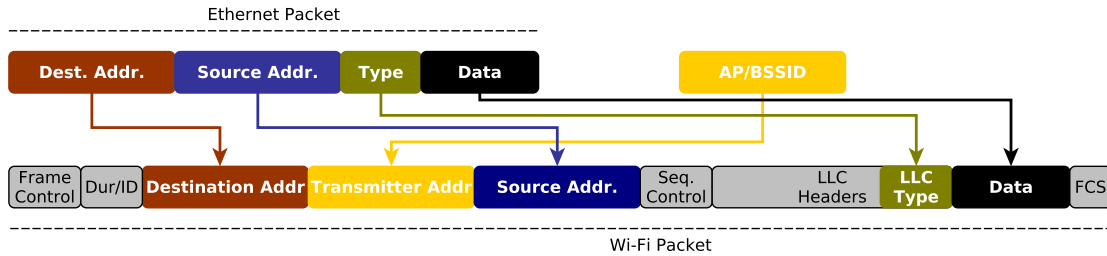 Ethernet Packet
Dest. Addr. Source Addr. Type Data AP/BSSID
Frame Control Dur/ID Destination Addr Transmitter Addr Source Addr. Seq. Control LLC Headers LLC Type Data FCS
Wi-Fi Packet